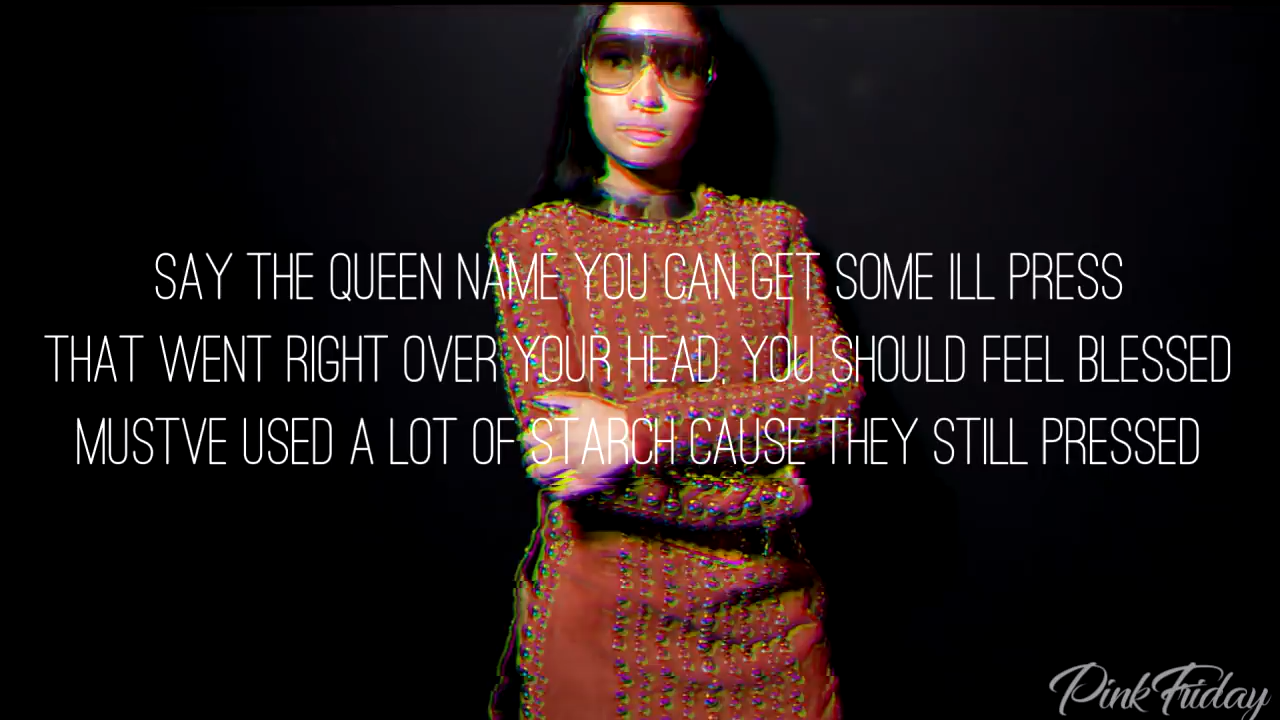 SAY THE QUEEN NAME YOU CAN GET SOME ILL PRESS
THAT WENT RIGHT OVER YOUR HEAD, YOU SHOULD FEEL BLESSED
MUSTVE USED A LOT OF STARCH CAUSE THEY STILL PRESSED
Pink Friday